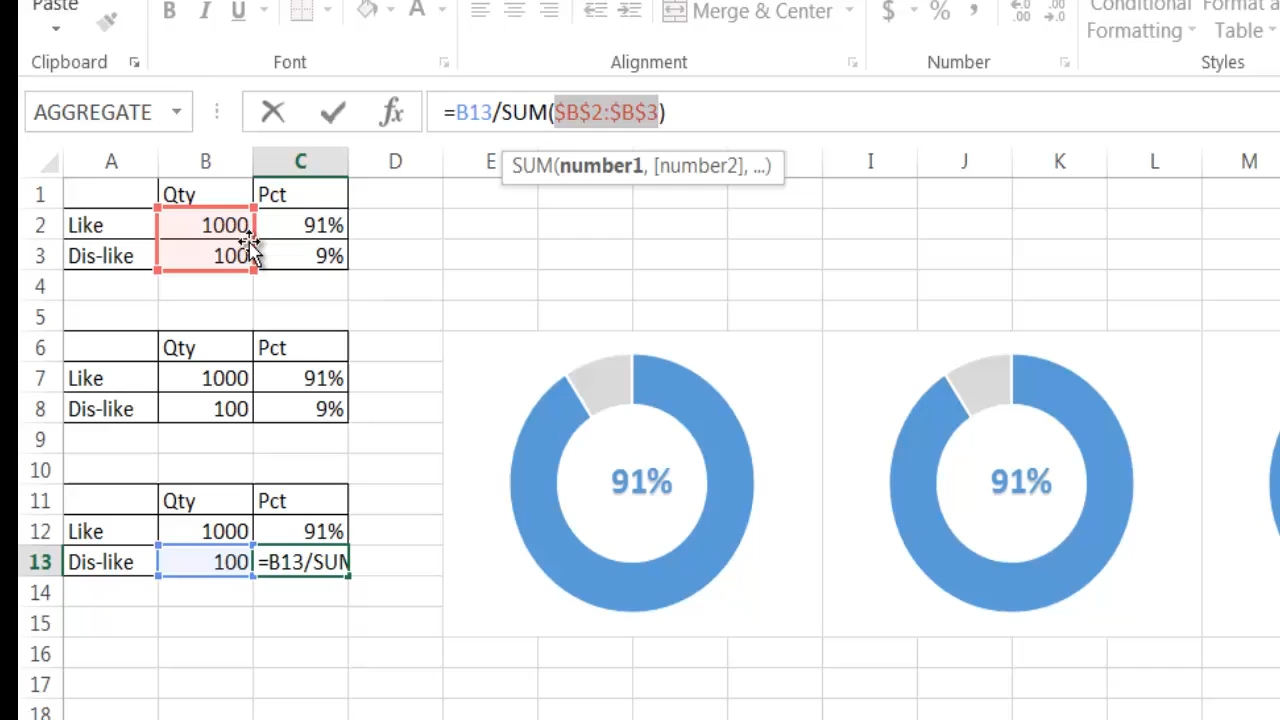 Paste B I U A Merge & Center $ % , .00 .00 Conditional Format a
Formatting Table
Clipboard Font Alignment Number Styles
AGGREGATE fx =B13/SUM($B$2:$B$3)
SUM(number1, [number2], ...)
A B C D E I J K L M
1 Qty Pct
2 Like 1000 91%
3 Dis-like 100 9%
4
5
6 Qty Pct
7 Like 1000 91%
8 Dis-like 100 9%
9
10
91% 91%
11 Qty Pct
12 Like 1000 91%
13 Dis-like 100 =B13/SUM
14
15
16
17
18